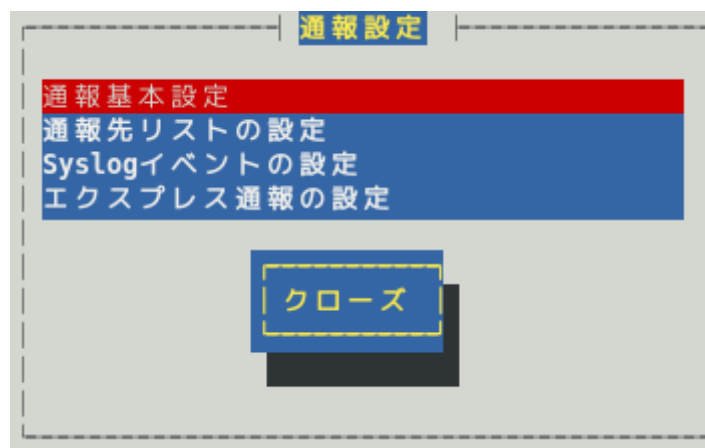 通報設定
通報基本設定
通報先リストの設定
Syslogイベントの設定
エクスプレス通報の設定
クローズ